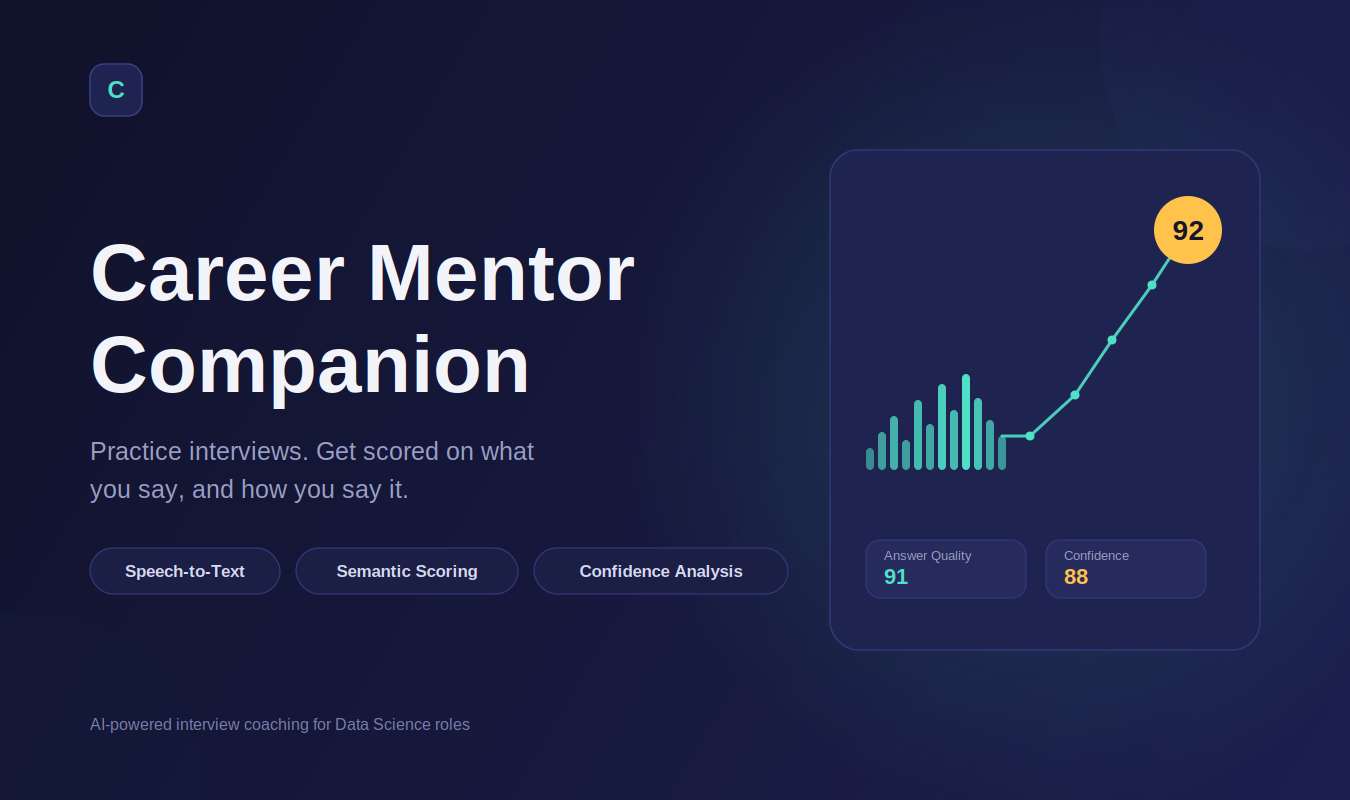 C
Career Mentor
Companion
Practice interviews. Get scored on what
you say, and how you say it.
Speech-to-Text
Semantic Scoring
Confidence Analysis
AI-powered interview coaching for Data Science roles
92
Answer Quality
91
Confidence
88